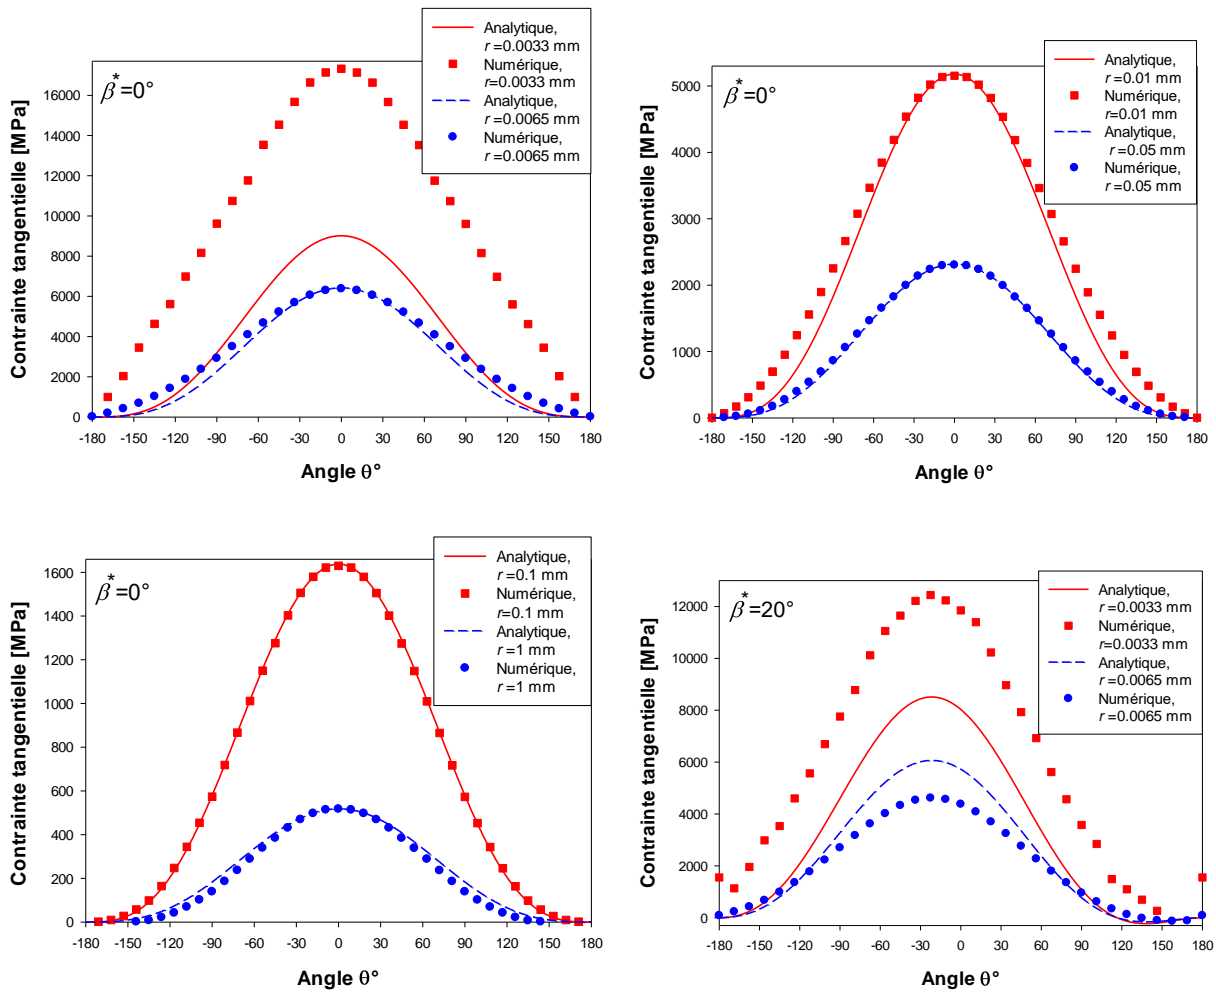 Analytique,
r=0.0033 mm
Numérique,
r=0.0033 mm
Analytique,
r=0.0065 mm
Numérique,
r=0.0065 mm
β*=0°
Contrainte tangentielle [MPa]
16000
14000
12000
10000
8000
6000
4000
2000
0
-180 -150 -120 -90 -60 -30 0 30 60 90 120 150 180
Angle θ°
Analytique,
r=0.01 mm
Numérique,
r=0.01 mm
Analytique,
r=0.05 mm
Numérique,
r=0.05 mm
β*=0°
Contrainte tangentielle [MPa]
5000
4000
3000
2000
1000
0
-180 -150 -120 -90 -60 -30 0 30 60 90 120 150 180
Angle θ°
Analytique,
r=0.1 mm
Numérique,
r=0.1 mm
Analytique,
r=1 mm
Numérique,
r=1 mm
β*=0°
Contrainte tangentielle [MPa]
1600
1400
1200
1000
800
600
400
200
0
-180 -150 -120 -90 -60 -30 0 30 60 90 120 150 180
Angle θ°
Analytique,
r=0.0033 mm
Numérique,
r=0.0033 mm
Analytique,
r=0.0065 mm
Numérique,
r=0.0065 mm
β*=20°
Contrainte tangentielle [MPa]
12000
10000
8000
6000
4000
2000
0
-180 -150 -120 -90 -60 -30 0 30 60 90 120 150 180
Angle θ°